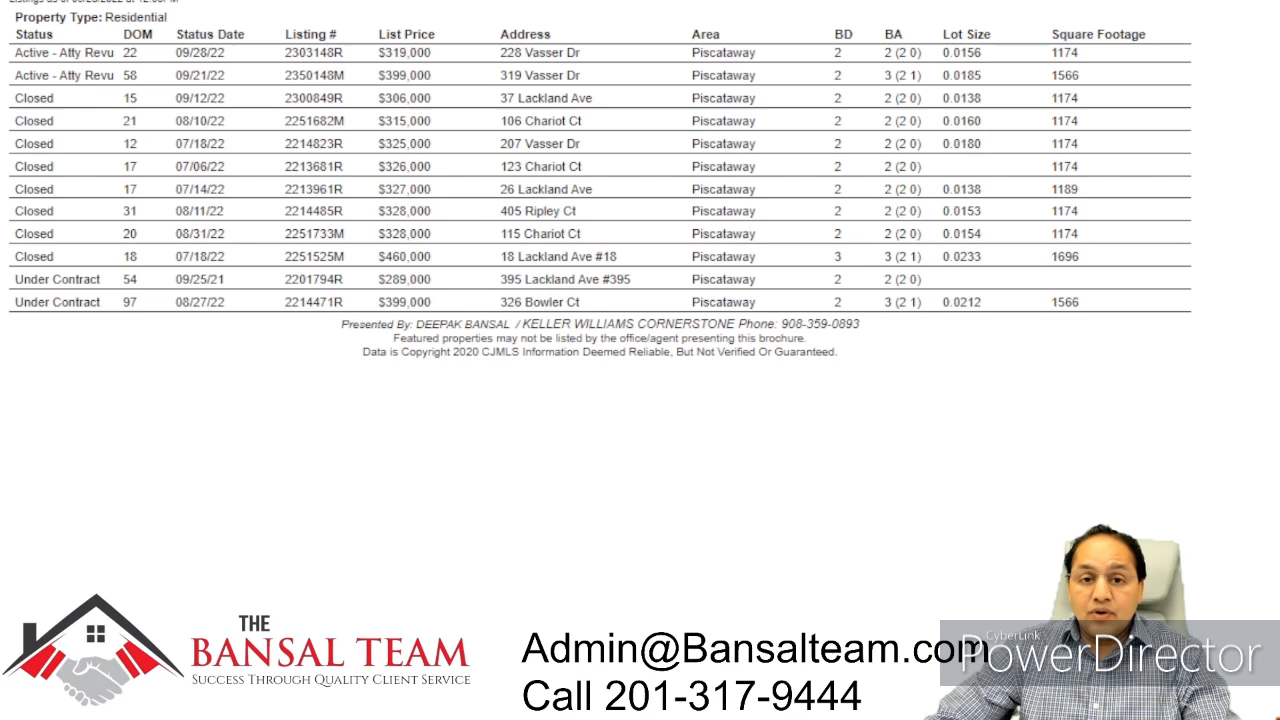 Listings as of 09/28/2022 at 12:00PM
Property Type: Residential
Status DOM Status Date Listing # List Price Address Area BD BA Lot Size Square Footage
Active - Atty Revu 22 09/28/22 2303148R $319,000 228 Vasser Dr Piscataway 2 2 (2 0) 0.0156 1174
Active - Atty Revu 58 09/21/22 2350148M $399,000 319 Vasser Dr Piscataway 2 3 (2 1) 0.0185 1566
Closed 15 09/12/22 2300849R $306,000 37 Lackland Ave Piscataway 2 2 (2 0) 0.0138 1174
Closed 21 08/10/22 2251682M $315,000 106 Chariot Ct Piscataway 2 2 (2 0) 0.0160 1174
Closed 12 07/18/22 2214823R $325,000 207 Vasser Dr Piscataway 2 2 (2 0) 0.0180 1174
Closed 17 07/06/22 2213681R $326,000 123 Chariot Ct Piscataway 2 2 (2 0) 1174
Closed 17 07/14/22 2213961R $327,000 26 Lackland Ave Piscataway 2 2 (2 0) 0.0138 1189
Closed 31 08/11/22 2214485R $328,000 405 Ripley Ct Piscataway 2 2 (2 0) 0.0153 1174
Closed 20 08/31/22 2251733M $328,000 115 Chariot Ct Piscataway 2 2 (2 0) 0.0154 1174
Closed 18 07/18/22 2251525M $460,000 18 Lackland Ave #18 Piscataway 3 3 (2 1) 0.0233 1696
Under Contract 54 09/25/21 2201794R $289,000 395 Lackland Ave #395 Piscataway 2 2 (2 0)
Under Contract 97 08/27/22 2214471R $399,000 326 Bowler Ct Piscataway 2 3 (2 1) 0.0212 1566
Presented By: DEEPAK BANSAL / KELLER WILLIAMS CORNERSTONE Phone: 908-359-0893
Featured properties may not be listed by the office/agent presenting this brochure.
Data is Copyright 2020 CJMLS Information Deemed Reliable, But Not Verified Or Guaranteed.
THE
BANSAL TEAM
SUCCESS THROUGH QUALITY CLIENT SERVICE
Admin@Bansalteam.com
Call 201-317-9444
CyberLink
PowerDirector